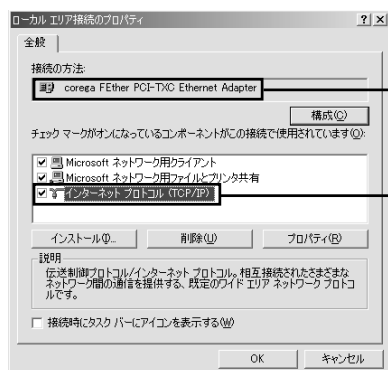 ローカル エリア接続のプロパティ
全般
接続の方法:
corega FEther PCI-TXC Ethernet Adapter
構成(C)
チェック マークがオンになっているコンポーネントがこの接続で使用されています(O):
Microsoft ネットワーク用クライアント
Microsoft ネットワーク用ファイルとプリンタ共有
インターネット プロトコル (TCP/IP)
インストール(I)... 削除(U) プロパティ(R)
説明
伝送制御プロトコル/インターネット プロトコル。相互接続されたさまざまな
ネットワーク間の通信を提供する、既定のワイド エリア ネットワーク プロトコ
ルです。
接続時にタスク バーにアイコンを表示する(W)
OK キャンセル